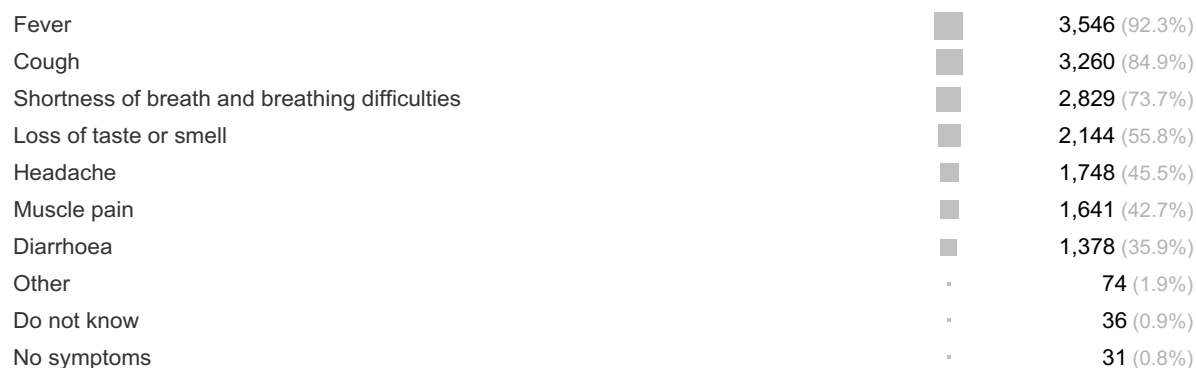 Fever 3,546 (92.3%)
Cough 3,260 (84.9%)
Shortness of breath and breathing difficulties 2,829 (73.7%)
Loss of taste or smell 2,144 (55.8%)
Headache 1,748 (45.5%)
Muscle pain 1,641 (42.7%)
Diarrhoea 1,378 (35.9%)
Other 74 (1.9%)
Do not know 36 (0.9%)
No symptoms 31 (0.8%)